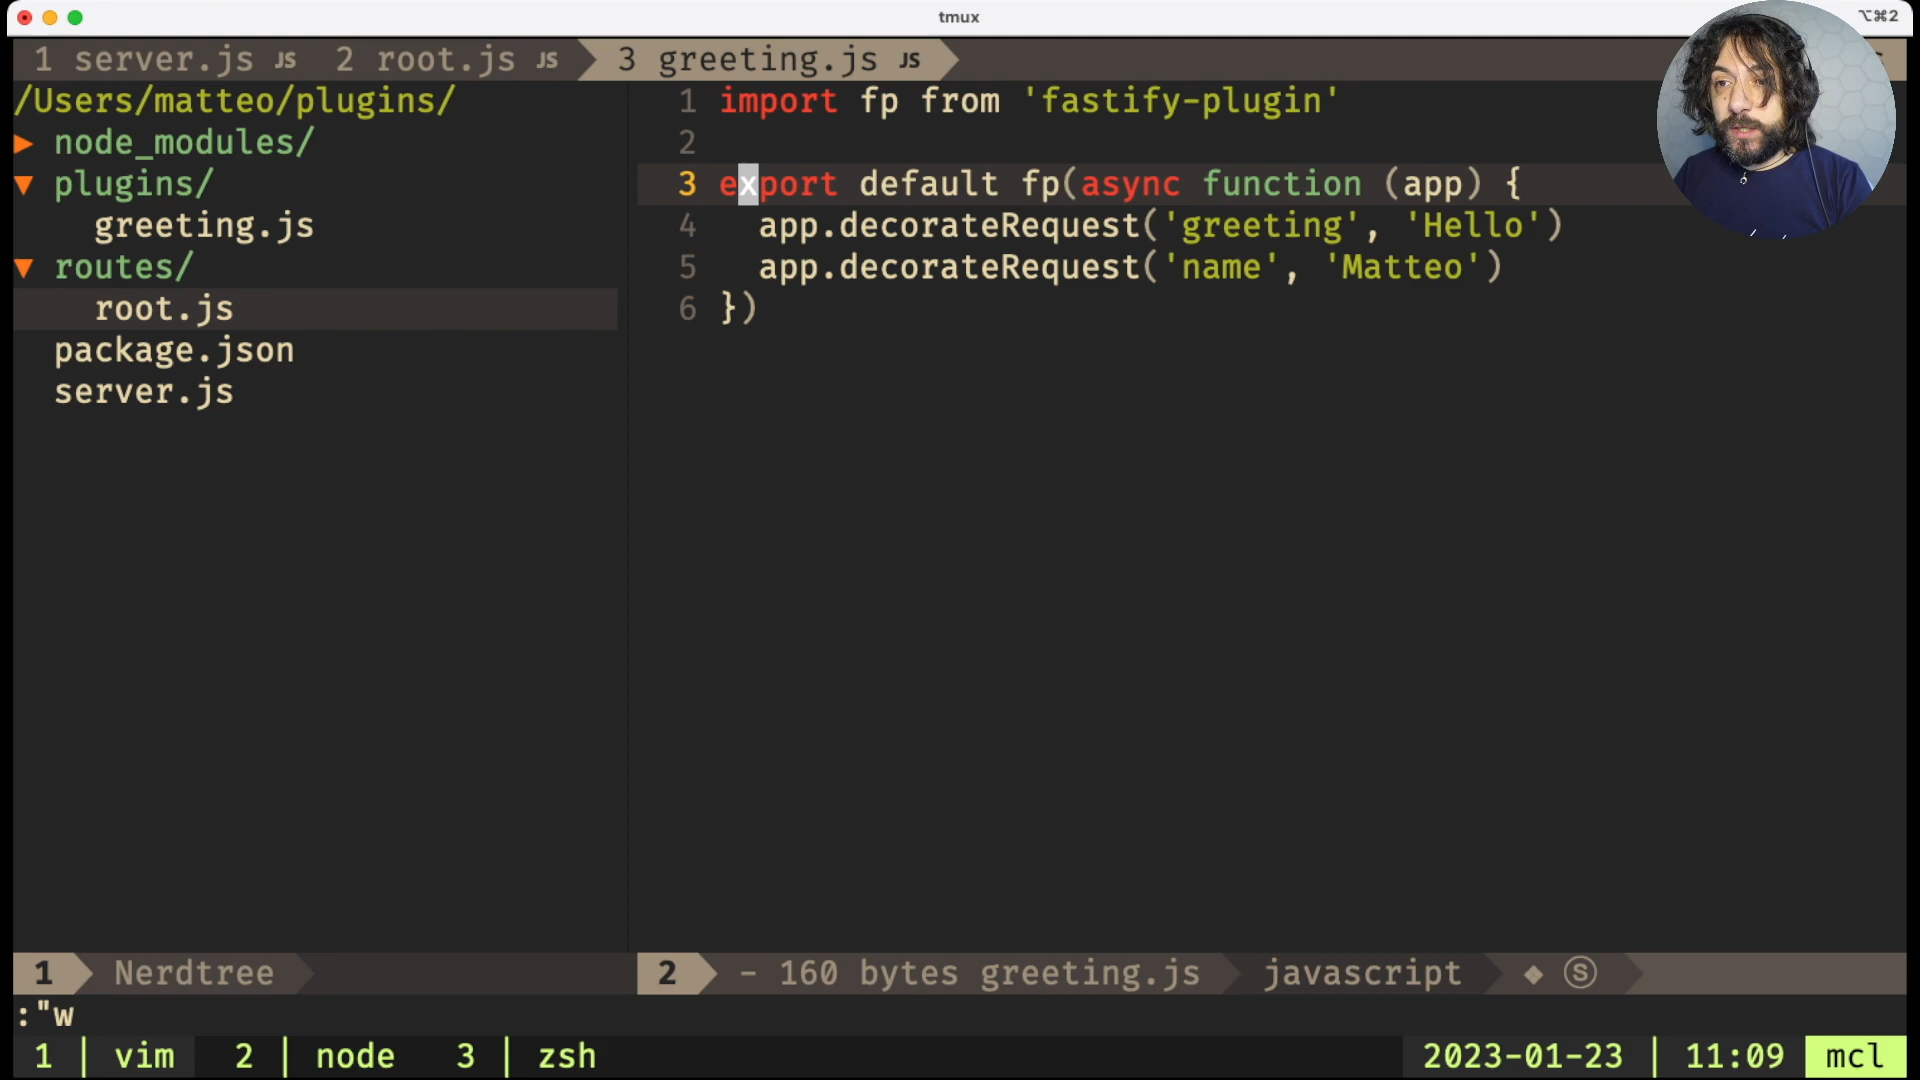 tmux
⌥⌘2
1 server.js JS 2 root.js JS 3 greeting.js JS
/Users/matteo/plugins/
▶ node_modules/
▼ plugins/
greeting.js
▼ routes/
root.js
package.json
server.js
1 import fp from 'fastify-plugin'
2
3 export default fp(async function (app) {
4 app.decorateRequest('greeting', 'Hello')
5 app.decorateRequest('name', 'Matteo')
6 })
1 Nerdtree
2 - 160 bytes greeting.js javascript ◆ Ⓢ
:"w
1 | vim 2 | node 3 | zsh 2023-01-23 | 11:09 mcl